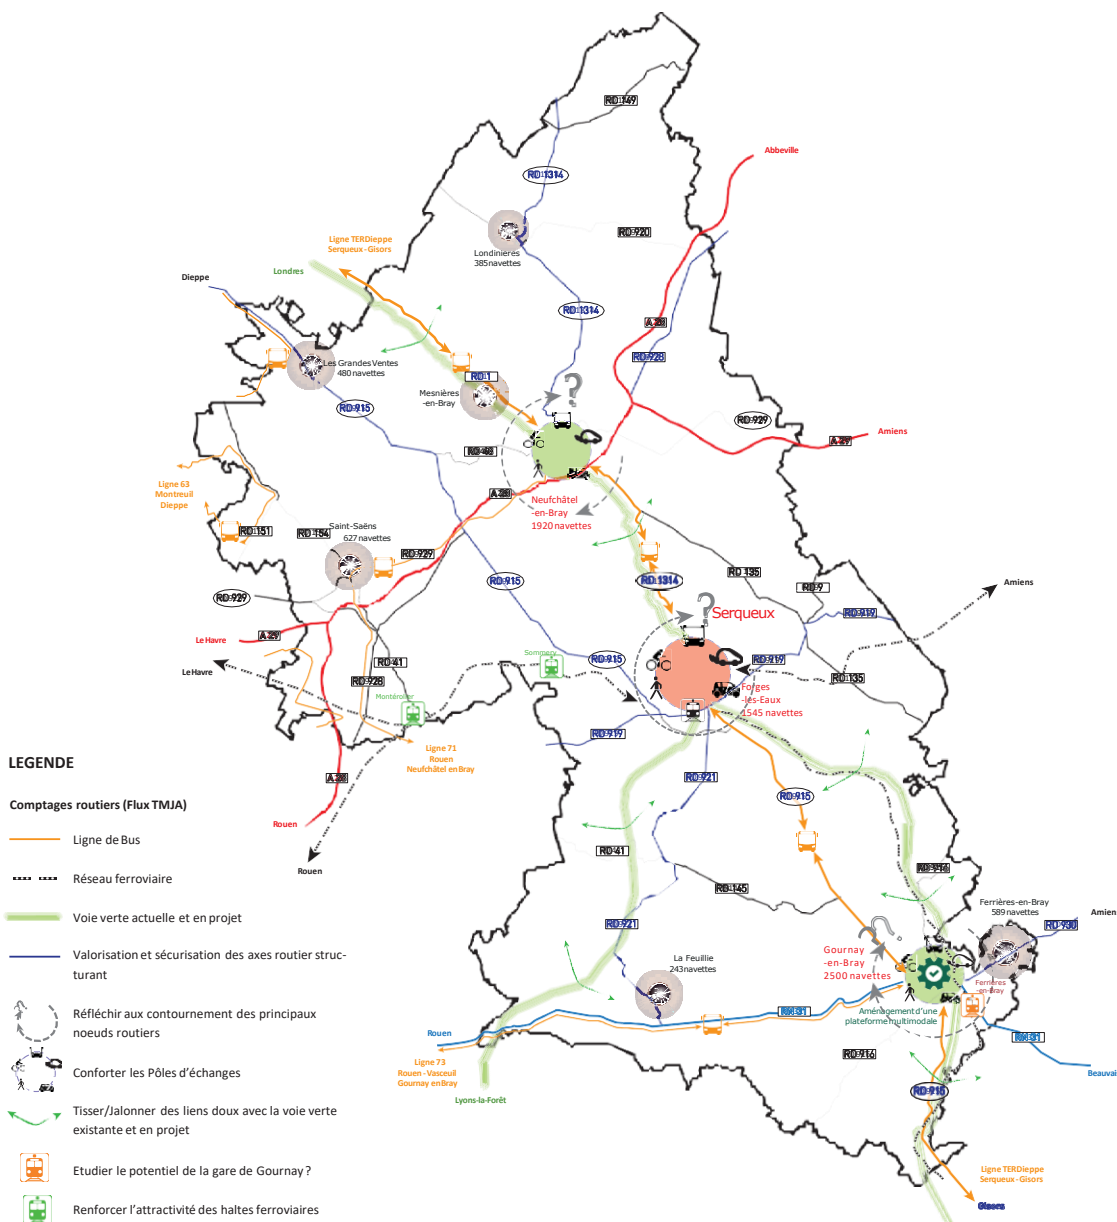 RD 149
Abbeville
RD 1314
RD 920
Ligne TERDieppe
Serqueux - Gisors
Londinières
385 navettes
Londres
Dieppe
RD 1314
A 28
RD 928
Les Grandes Ventes
480 navettes
RD 1
Mesnières
-en-Bray
RD 915
RD 929
Amiens
A 29
Ligne 63
Montreuil
Dieppe
A 28
Neufchâtel
-en-Bray
1920 navettes
RD 151
RD 154
Saint-Saëns
627 navettes
RD 929
RD 915
RD 1314
RD 135
RD 9
Amiens
RD 929
RD 919
Serqueux
Le Havre
A 29
Le Havre
RD 41
RD 928
Sommery
RD 915
RD 919
RD 135
Forges
-les-Eaux
1545 navettes
Montérolier
RD 919
Ligne 71
Rouen
Neufchâtel en Bray
RD 921
A 28
RD 915
Rouen
Rouen
RD 41
RD 145
RD 916
Ferrières-en-Bray
589 navettes
Amien
RD 930
RD 921
La Feuillie
243 navettes
Gournay
-en-Bray
2500 navettes
Ferrières
-en-Bray
Aménagement d'une
plateforme multimodale
RN 31
Rouen
RN 31
Ligne 73
Rouen - Vasceuil
Gournay en Bray
RD 916
Beauvai
RD 915
Lyons-la-Forêt
Ligne TERDieppe
Serqueux - Gisors
Gisors
LEGENDE
Comptages routiers (Flux TMJA)
Ligne de Bus
Réseau ferroviaire
Voie verte actuelle et en projet
Valorisation et sécurisation des axes routier struc-
turant
Réfléchir aux contournement des principaux
noeuds routiers
Conforter les Pôles d'échanges
Tisser/Jalonner des liens doux avec la voie verte
existante et en projet
Etudier le potentiel de la gare de Gournay ?
Renforcer l'attractivité des haltes ferroviaires